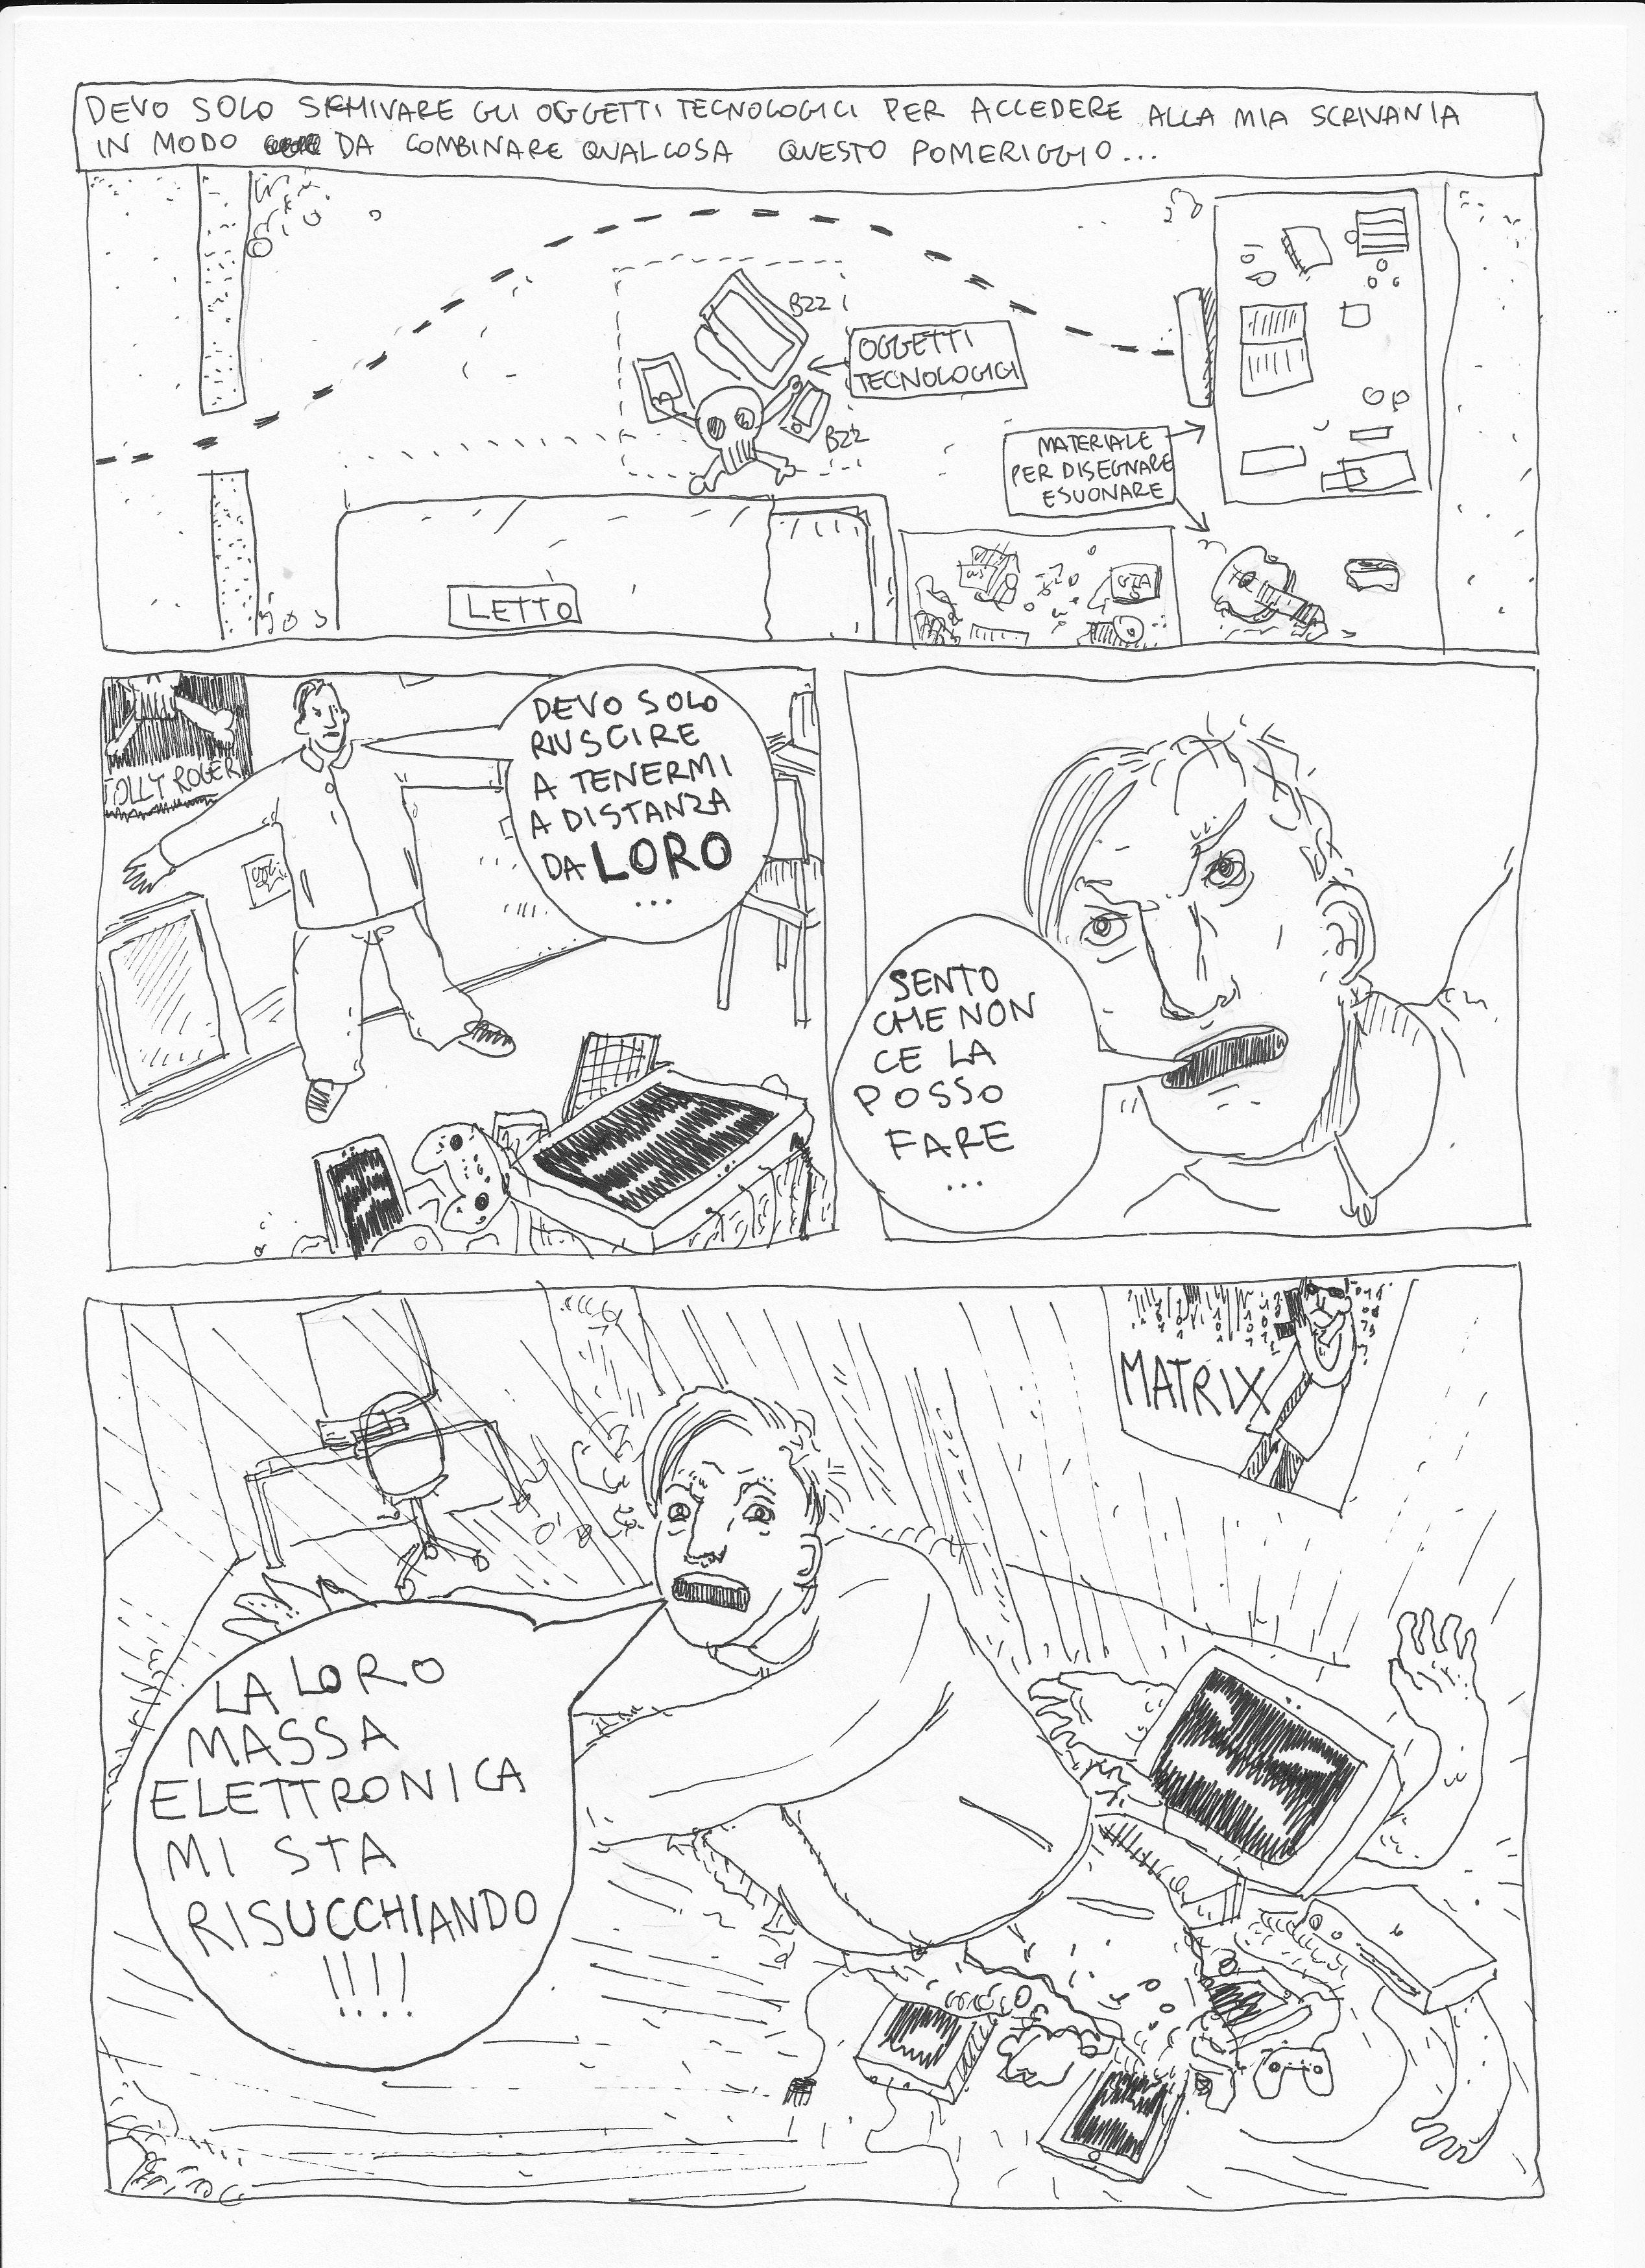 DEVO SOLO SCHIVARE GLI OGGETTI TECNOLOGICI PER ACCEDERE ALLA MIA SCRIVANIA
IN MODO DA COMBINARE QUALCOSA QUESTO POMERIGGIO...
BZZ
OGGETTI
TECNOLOGICI
BZZ
MATERIALE
PER DISEGNARE
E SUONARE
LETTO
GTA
5
JOLLY ROGER
DEVO SOLO
RIUSCIRE
A TENERMI
A DISTANZA
DA LORO
...
SENTO
CHE NON
CE LA
POSSO
FARE
...
MATRIX
LA LORO
MASSA
ELETTRONICA
MI STA
RISUCCHIANDO
!!!!